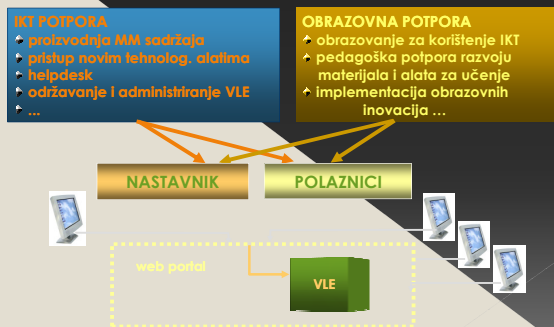 IKT POTPORA
proizvodnja MM sadržaja
pristup novim tehnolog. alatima
helpdesk
održavanje i administriranje VLE
...
OBRAZOVNA POTPORA
obrazovanje za korištenje IKT
pedagoška potpora razvoju
materijala i alata za učenje
implementacija obrazovnih
inovacija ...
NASTAVNIK
POLAZNICI
web portal
VLE